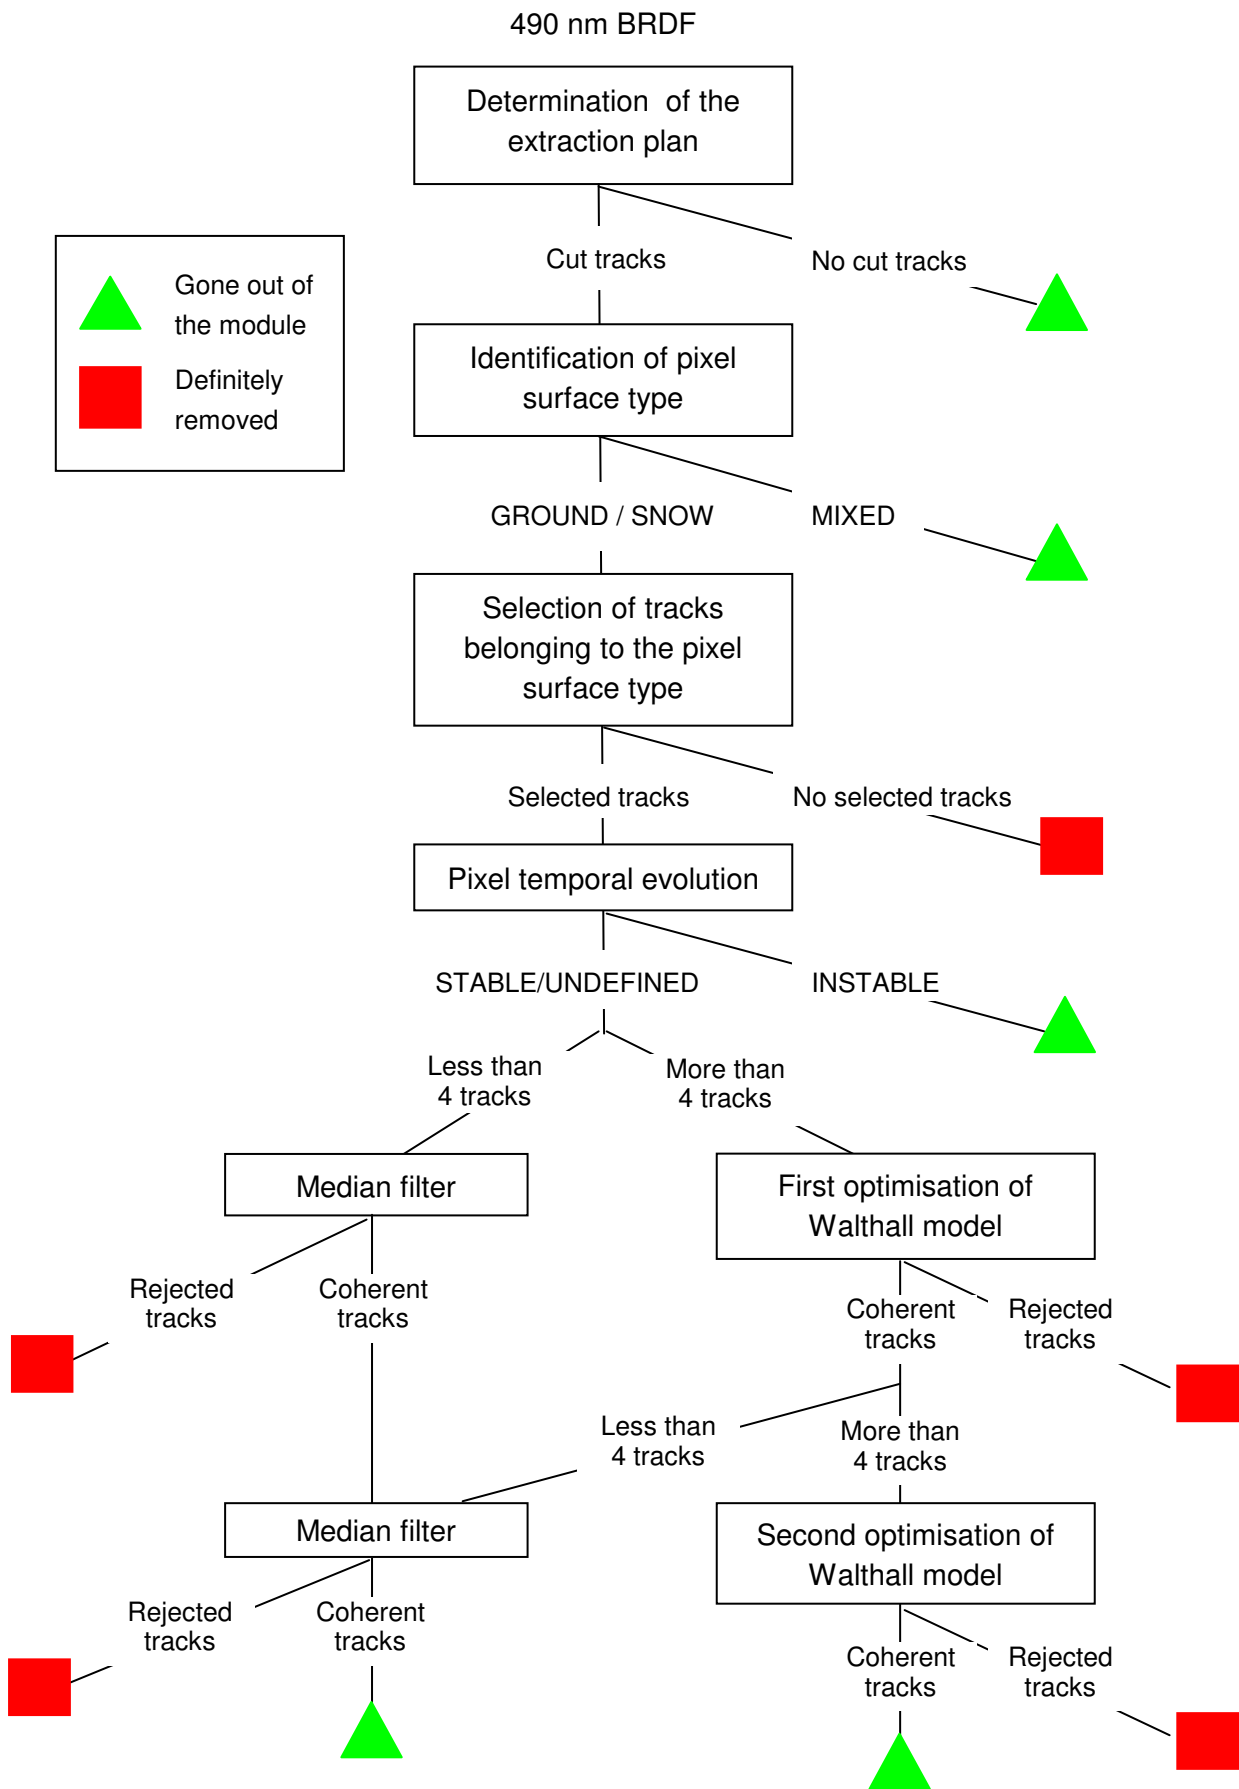 490 nm BRDF
Determination of the
extraction plan
Cut tracks
No cut tracks
Gone out of
the module
Definitely
removed
Identification of pixel
surface type
GROUND / SNOW
MIXED
Selection of tracks
belonging to the pixel
surface type
Selected tracks
No selected tracks
Pixel temporal evolution
STABLE/UNDEFINED
INSTABLE
Less than
4 tracks
More than
4 tracks
Median filter
First optimisation of
Walthall model
Rejected
tracks
Coherent
tracks
Coherent
tracks
Rejected
tracks
Less than
4 tracks
More than
4 tracks
Median filter
Second optimisation of
Walthall model
Rejected
tracks
Coherent
tracks
Coherent
tracks
Rejected
tracks